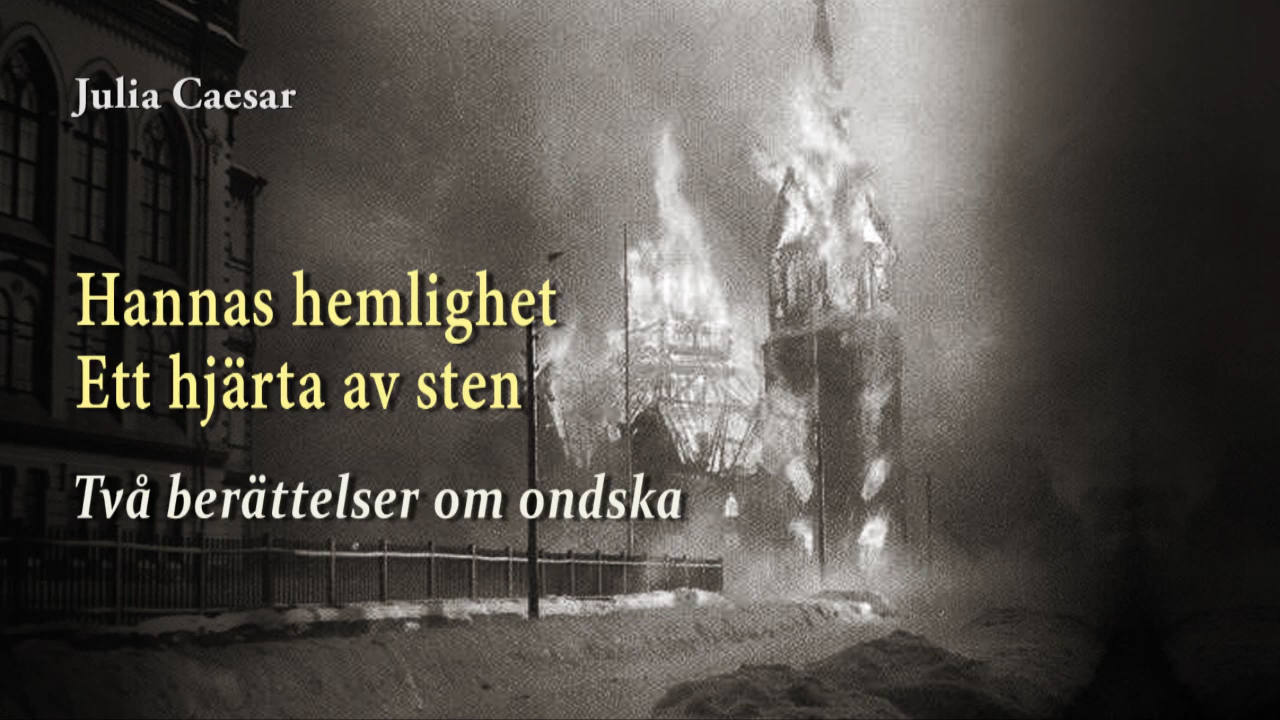 Julia Caesar
Hannas hemlighet
Ett hjärta av sten
Två berättelser om ondska